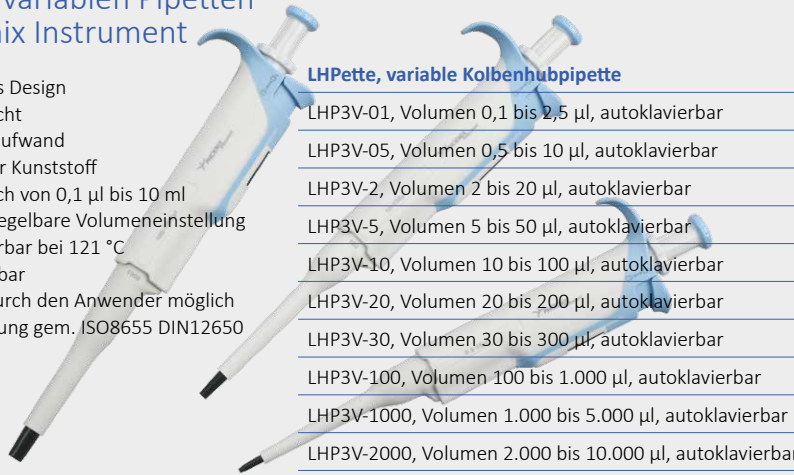 variablen Pipetten
ix Instrument
s Design
cht
ufwand
r Kunststoff
ch von 0,1 µl bis 10 ml
egelbare Volumeneinstellung
rbar bei 121 °C
bar
urch den Anwender möglich
ung gem. ISO8655 DIN12650
LHPette, variable Kolbenhubpipette
LHP3V-01, Volumen 0,1 bis 2,5 µl, autoklavierbar
LHP3V-05, Volumen 0,5 bis 10 µl, autoklavierbar
LHP3V-2, Volumen 2 bis 20 µl, autoklavierbar
LHP3V-5, Volumen 5 bis 50 µl, autoklavierbar
LHP3V-10, Volumen 10 bis 100 µl, autoklavierbar
LHP3V-20, Volumen 20 bis 200 µl, autoklavierbar
LHP3V-30, Volumen 30 bis 300 µl, autoklavierbar
LHP3V-100, Volumen 100 bis 1.000 µl, autoklavierbar
LHP3V-1000, Volumen 1.000 bis 5.000 µl, autoklavierbar
LHP3V-2000, Volumen 2.000 bis 10.000 µl, autoklavierbar